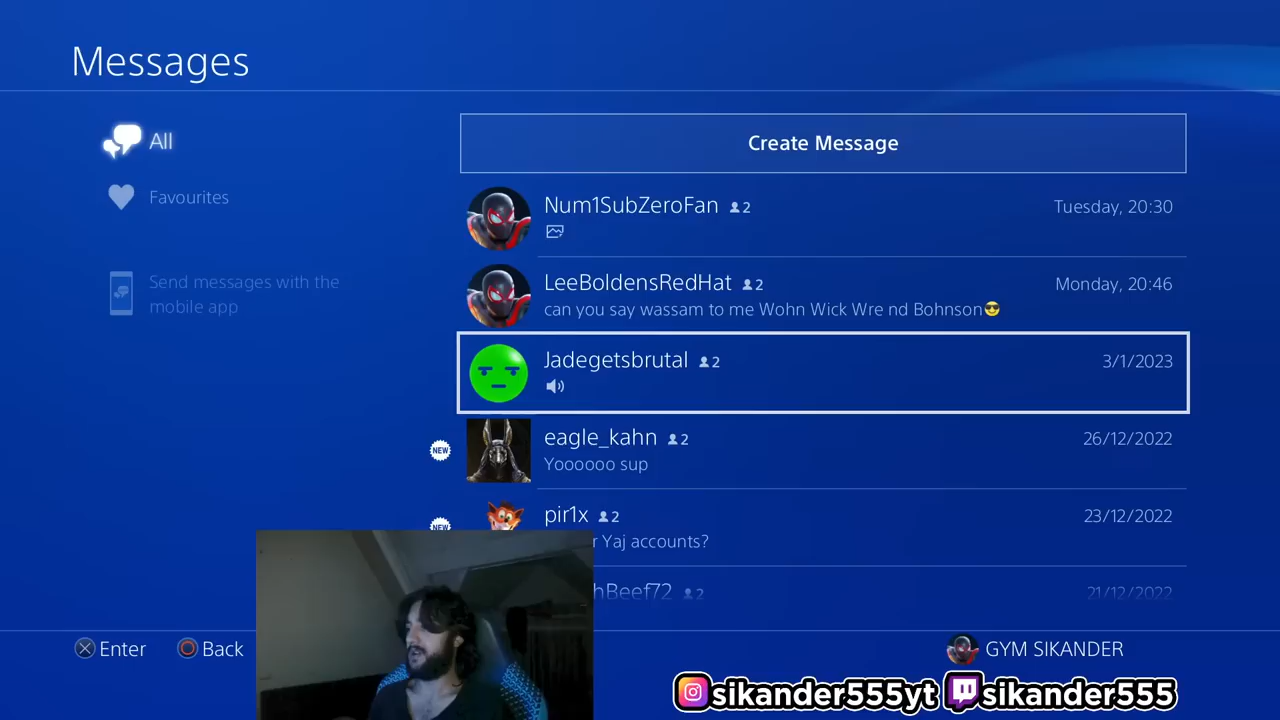 Messages
All
Favourites
Send messages with the
mobile app
Create Message
Num1SubZeroFan 2
Tuesday, 20:30
LeeBoldensRedHat 2
Monday, 20:46
can you say wassam to me Wohn Wick Wre nd Bohnson😎
Jadegetsbrutal 2
3/1/2023
NEW
eagle_kahn 2
26/12/2022
Yoooooo sup
NEW
pir1x 2
23/12/2022
Yaj accounts?
2
21/12/2022
Enter
Back
GYM SIKANDER
sikander555yt
sikander555